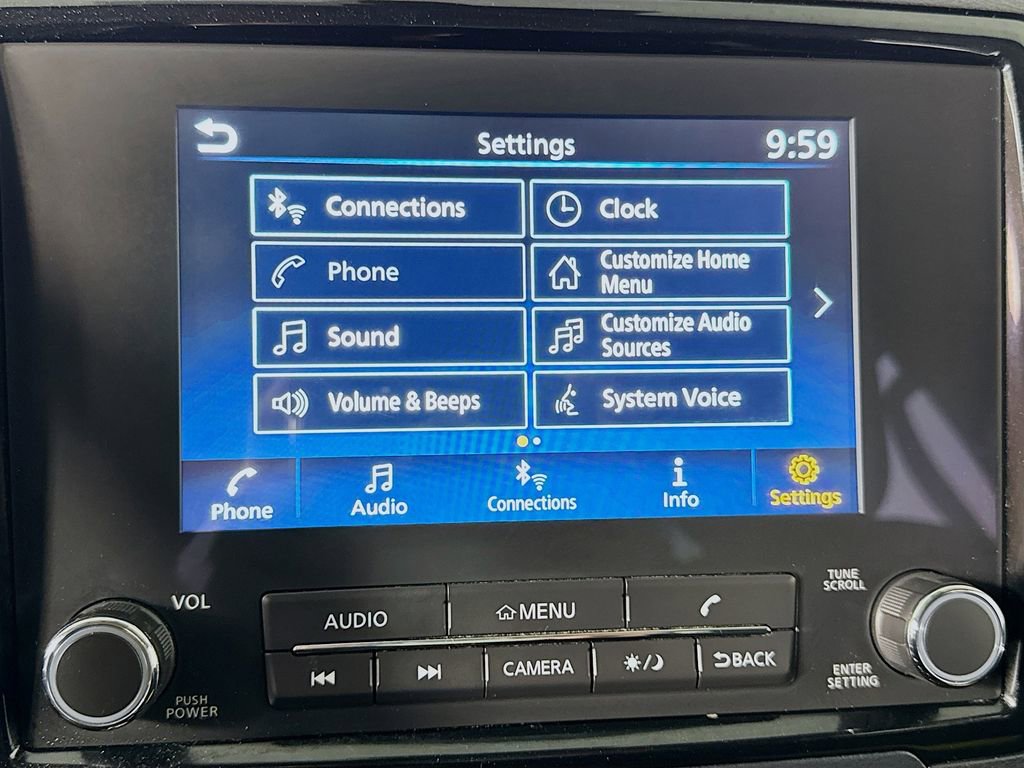 Settings
9:59
Connections
Clock
Phone
Customize Home
Menu
Sound
Customize Audio
Sources
Volume & Beeps
System Voice
Phone
Audio
Connections
Info
Settings
VOL
PUSH
POWER
AUDIO
MENU
CAMERA
BACK
TUNE
SCROLL
ENTER
SETTING